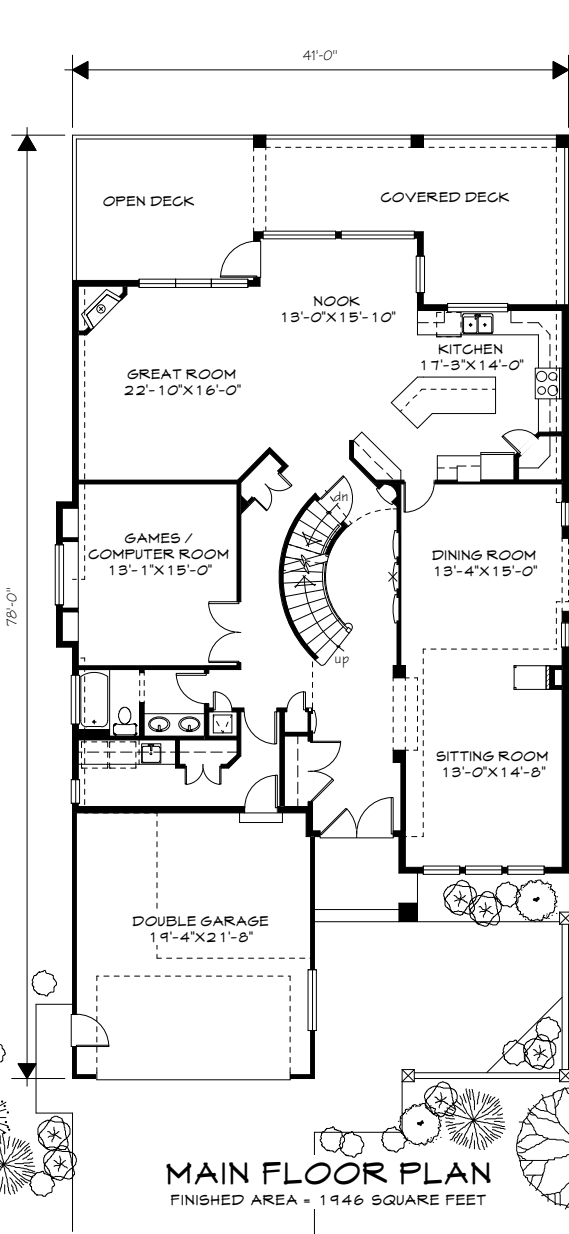 41'-0"
OPEN DECK
COVERED DECK
NOOK
13'-0"X15'-10"
KITCHEN
17'-3"X14'-0"
GREAT ROOM
22'-10"X16'-0"
dn
GAMES /
COMPUTER ROOM
13'-1"X15'-0"
DINING ROOM
13'-4"X15'-0"
78'-0"
up
SITTING ROOM
13'-0"X14'-8"
DOUBLE GARAGE
19'-4"X21'-8"
MAIN FLOOR PLAN
FINISHED AREA = 1946 SQUARE FEET